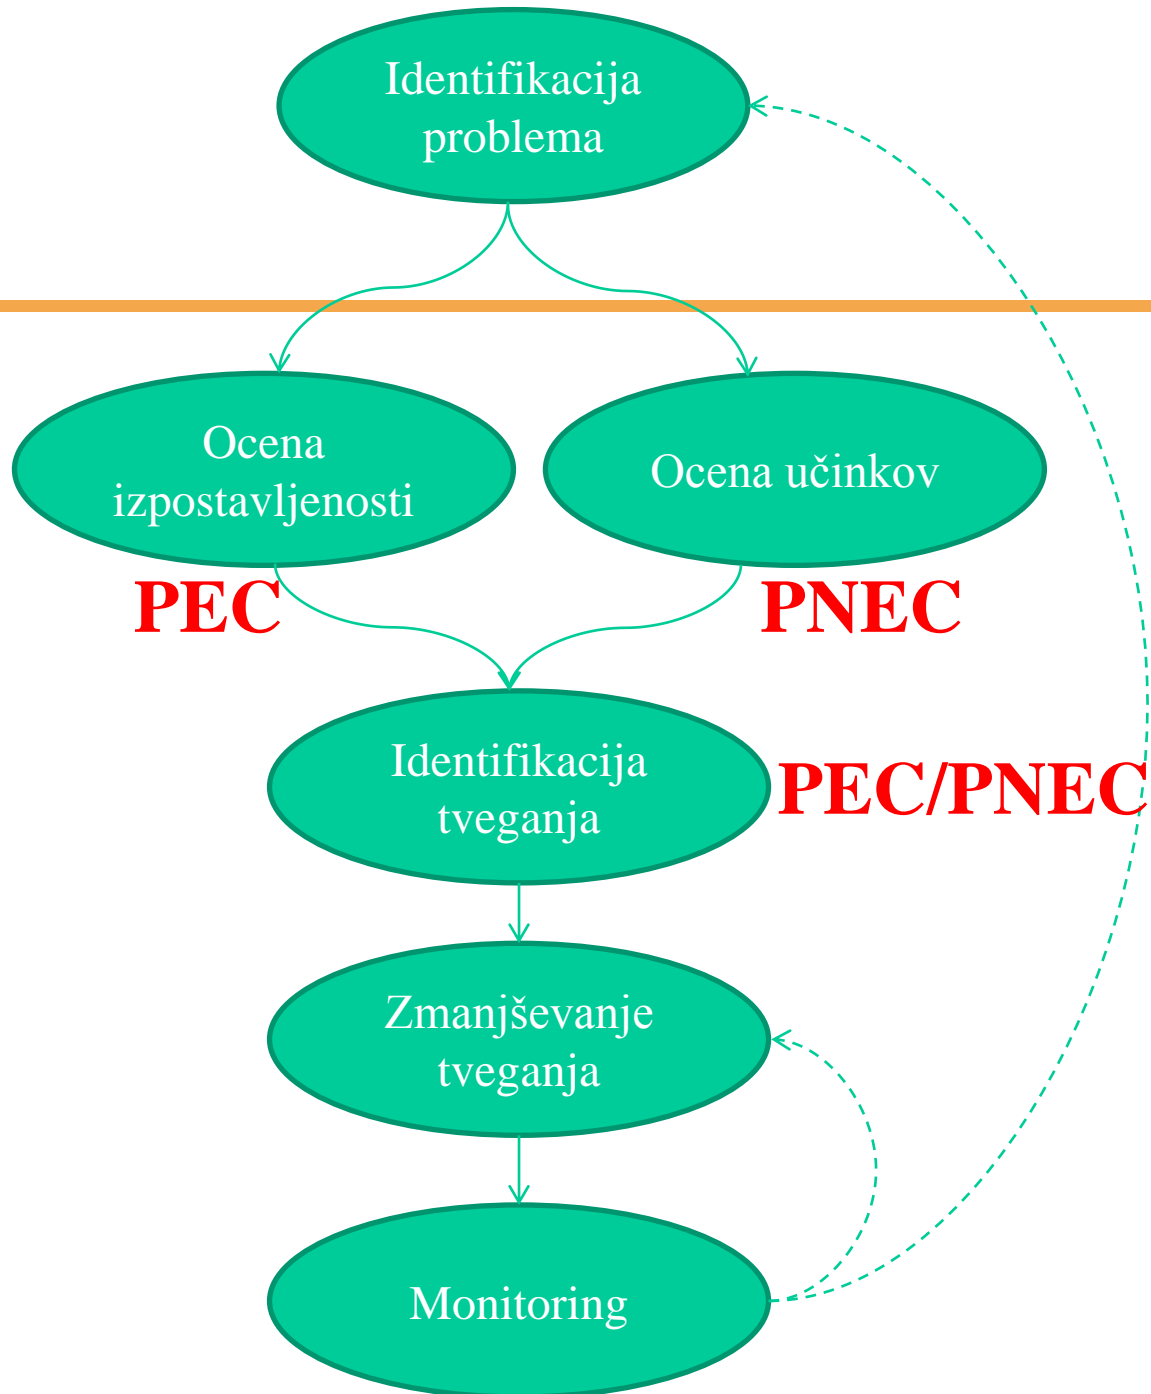 Identifikacija
problema
Ocena
izpostavljenosti
Ocena učinkov
PEC
PNEC
Identifikacija
tveganja
PEC/PNEC
Zmanjševanje
tveganja
Monitoring